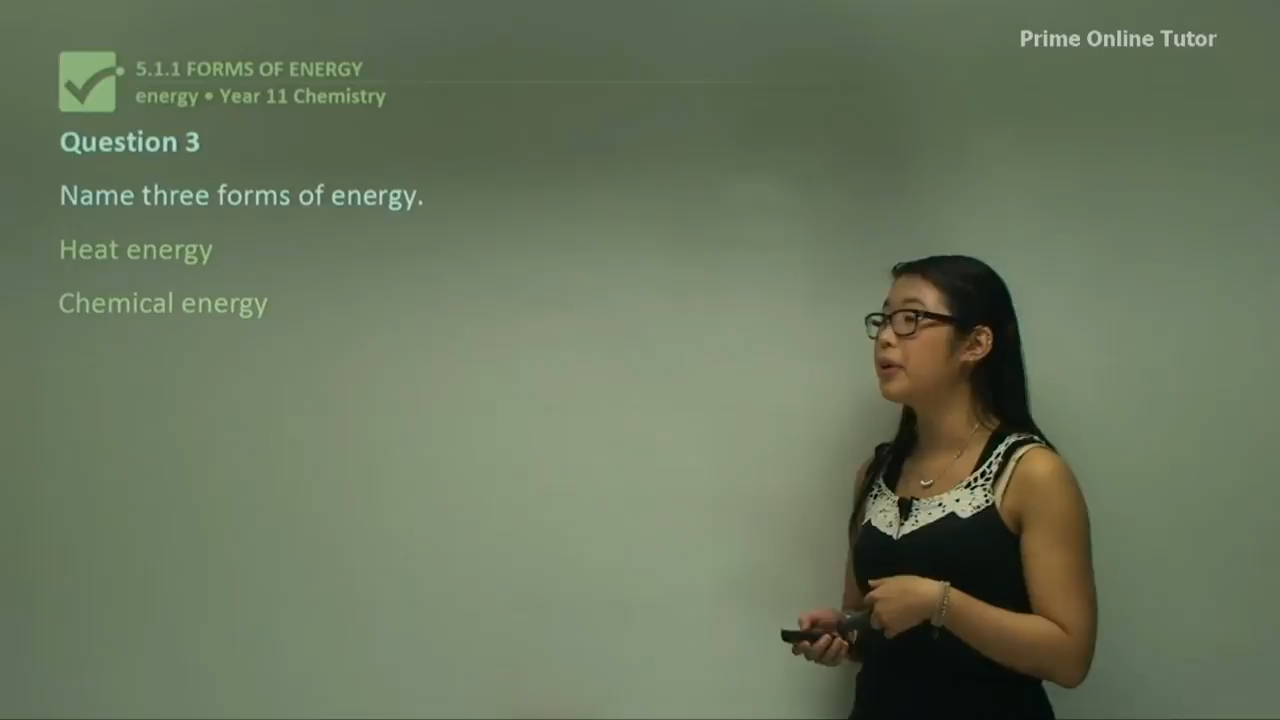 Prime Online Tutor
5.1.1 FORMS OF ENERGY
energy • Year 11 Chemistry
Question 3
Name three forms of energy.
Heat energy
Chemical energy